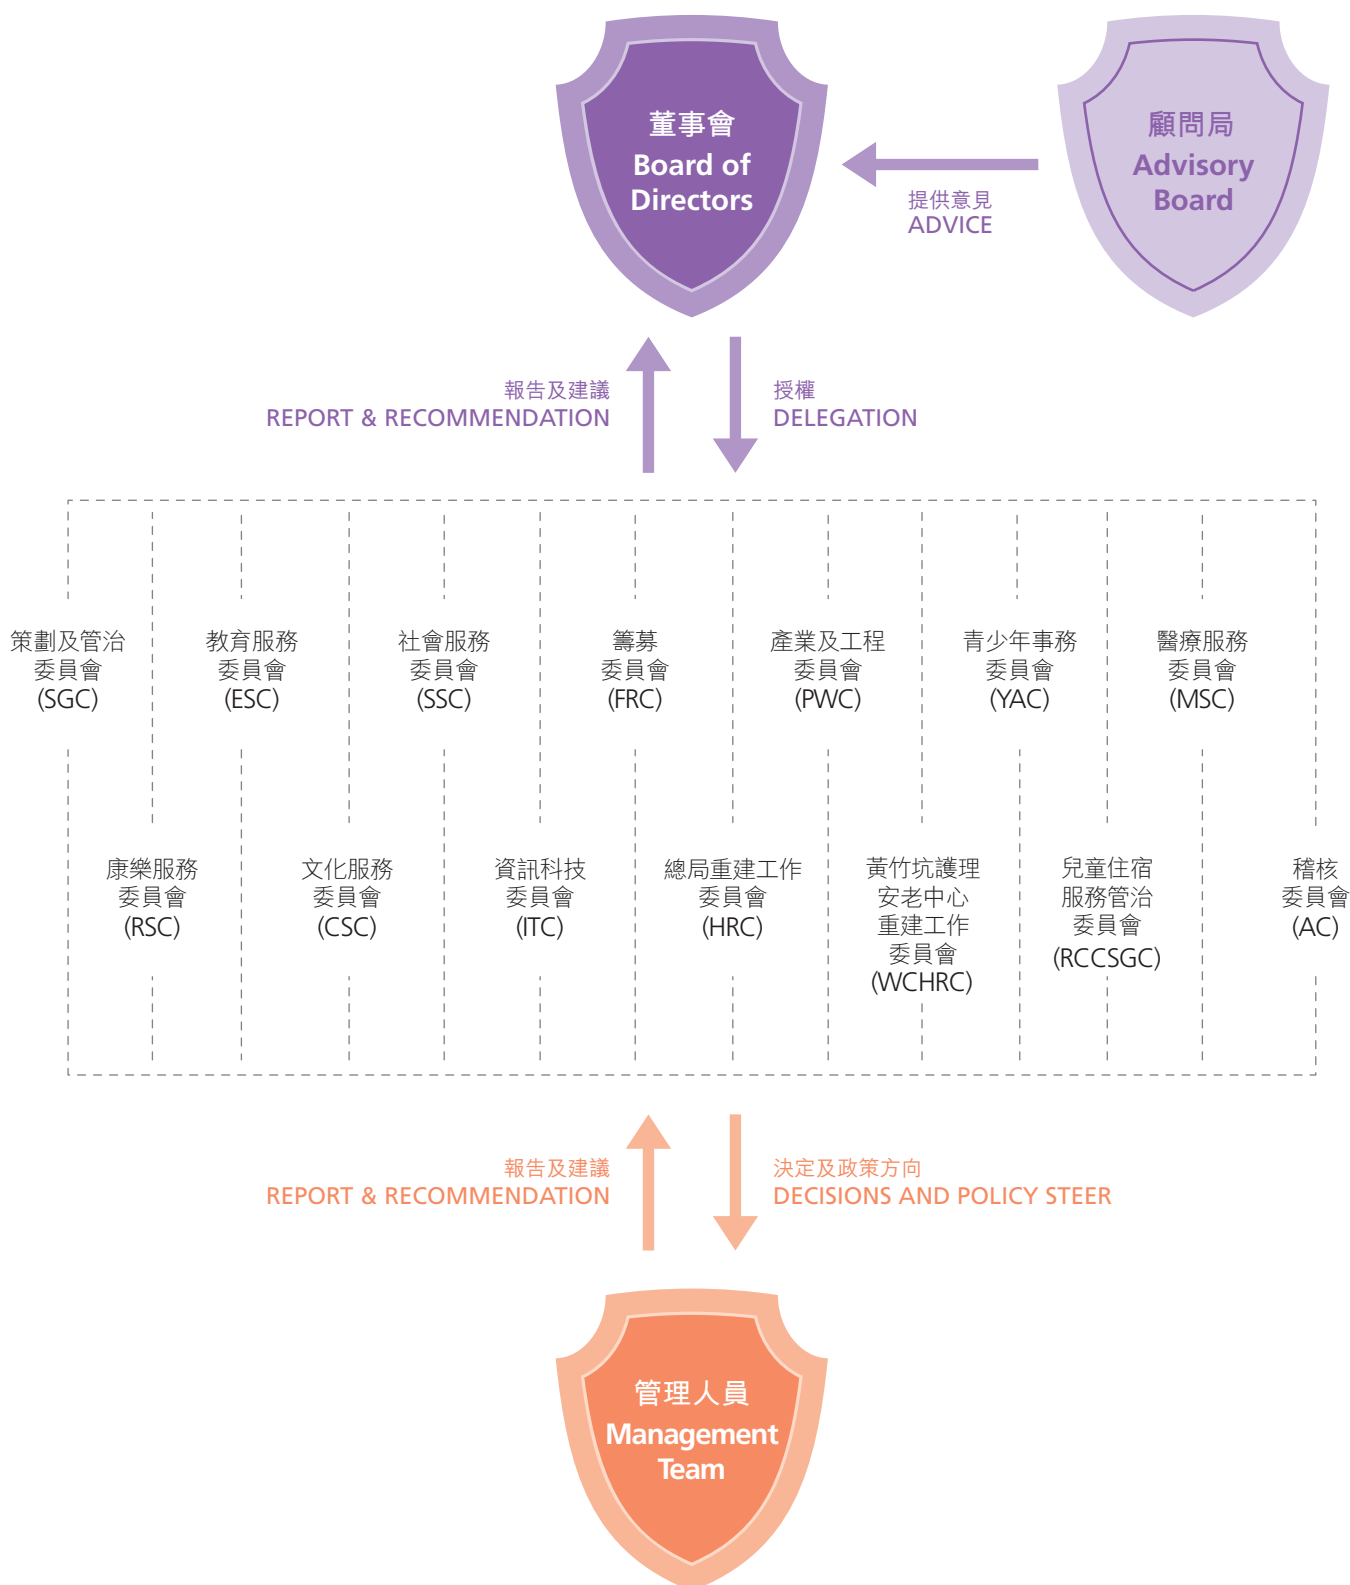 董事會
Board of
Directors
顧問局
Advisory
Board
提供意見
ADVICE
報告及建議
REPORT & RECOMMENDATION
授權
DELEGATION
策劃及管治
委員會
(SGC)
教育服務
委員會
(ESC)
社會服務
委員會
(SSC)
籌募
委員會
(FRC)
產業及工程
委員會
(PWC)
青少年事務
委員會
(YAC)
醫療服務
委員會
(MSC)
康樂服務
委員會
(RSC)
文化服務
委員會
(CSC)
資訊科技
委員會
(ITC)
總局重建工作
委員會
(HRC)
黃竹坑護理
安老中心
重建工作
委員會
(WCHRC)
兒童住宿
服務管治
委員會
(RCCSGC)
稽核
委員會
(AC)
報告及建議
REPORT & RECOMMENDATION
決定及政策方向
DECISIONS AND POLICY STEER
管理人員
Management
Team